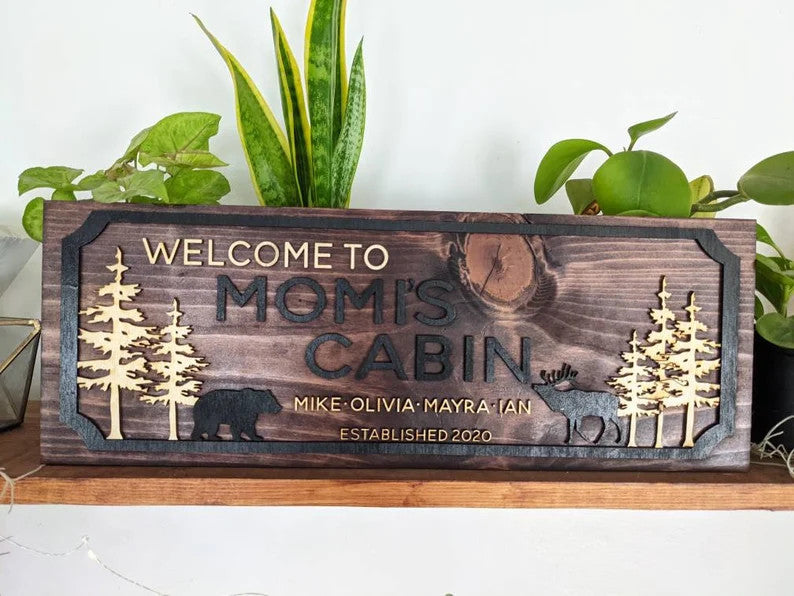 WELCOME TO
MOMI'S
CABIN
MIKE·OLIVIA·MAYRA·IAN
ESTABLISHED 2020